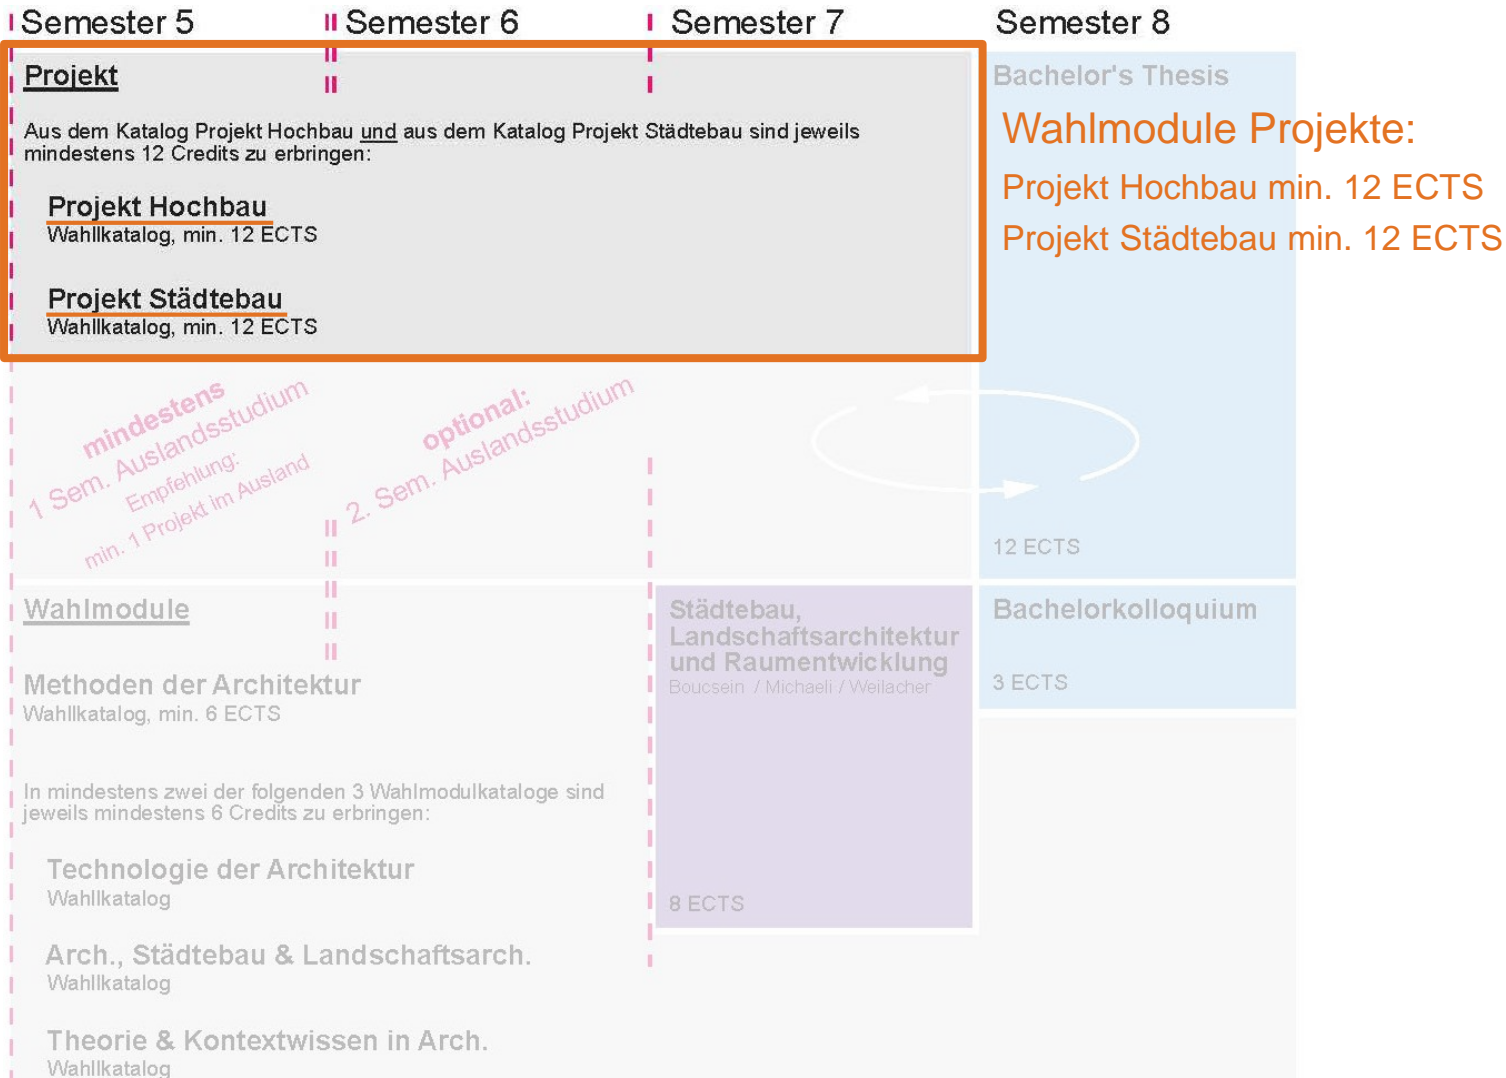 Semester 5
Semester 6
Semester 7
Semester 8
Projekt
Aus dem Katalog Projekt Hochbau und aus dem Katalog Projekt Städtebau sind jeweils
mindestens 12 Credits zu erbringen:
Projekt Hochbau
Wahllkatalog, min. 12 ECTS
Projekt Städtebau
Wahllkatalog, min. 12 ECTS
Bachelor's Thesis
Wahlmodule Projekte:
Projekt Hochbau min. 12 ECTS
Projekt Städtebau min. 12 ECTS
mindestens
1 Sem. Auslandsstudium
Empfehlung:
min. 1 Projekt im Ausland
optional:
2. Sem. Auslandsstudium
12 ECTS
Wahlmodule
Methoden der Architektur
Wahllkatalog, min. 6 ECTS
In mindestens zwei der folgenden 3 Wahlmodulkataloge sind
jeweils mindestens 6 Credits zu erbringen:
Technologie der Architektur
Wahllkatalog
Arch., Städtebau & Landschaftsarch.
Wahllkatalog
Theorie & Kontextwissen in Arch.
Wahllkatalog
Städtebau,
Landschaftsarchitektur
und Raumentwicklung
Boucsein / Michaeli / Weilacher
8 ECTS
Bachelorkolloquium
3 ECTS